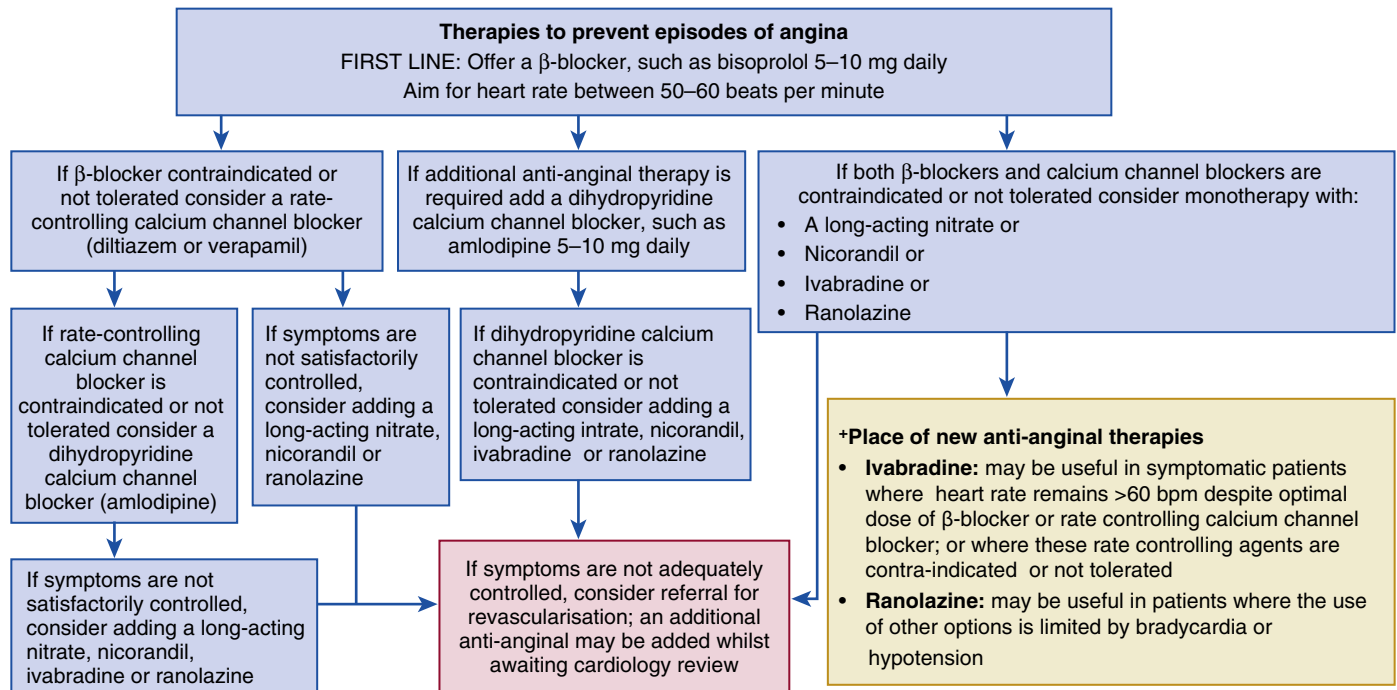 Therapies to prevent episodes of angina
FIRST LINE: Offer a β-blocker, such as bisoprolol 5–10 mg daily
Aim for heart rate between 50–60 beats per minute
If β-blocker contraindicated or
not tolerated consider a rate-
controlling calcium channel blocker
(diltiazem or verapamil)
If additional anti-anginal therapy is
required add a dihydropyridine
calcium channel blocker, such as
amlodipine 5–10 mg daily
If both β-blockers and calcium channel blockers are
contraindicated or not tolerated consider monotherapy with:
• A long-acting nitrate or
• Nicorandil or
• Ivabradine or
• Ranolazine
If rate-controlling
calcium channel
blocker is
contraindicated or not
tolerated consider a
dihydropyridine
calcium channel
blocker (amlodipine)
If symptoms are
not satisfactorily
controlled,
consider adding a
long-acting nitrate,
nicorandil or
ranolazine
If dihydropyridine calcium
channel blocker is
contraindicated or not
tolerated consider adding a
long-acting intrate, nicorandil,
ivabradine or ranolazine
+Place of new anti-anginal therapies
• Ivabradine: may be useful in symptomatic patients
where heart rate remains >60 bpm despite optimal
dose of β-blocker or rate controlling calcium channel
blocker; or where these rate controlling agents are
contra-indicated or not tolerated
• Ranolazine: may be useful in patients where the use
of other options is limited by bradycardia or
hypotension
If symptoms are not
satisfactorily controlled,
consider adding a long-acting
nitrate, nicorandil,
ivabradine or ranolazine
If symptoms are not adequately
controlled, consider referral for
revascularisation; an additional
anti-anginal may be added whilst
awaiting cardiology review